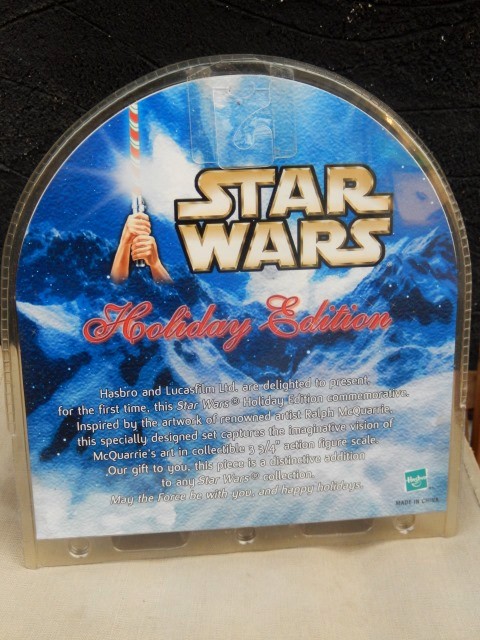 STAR
WARS
Holiday Edition
Hasbro and Lucasfilm Ltd. are delighted to present,
for the first time, this Star Wars® Holiday Edition commemorative.
Inspired by the artwork of renowned artist Ralph McQuarrie,
this specially designed set captures the imaginative vision of
McQuarrie's art in collectible 3 3/4" action figure scale.
Our gift to you, this piece is a distinctive addition
to any Star Wars® collection.
May the Force be with you, and happy holidays.
Hasbro
MADE IN CHINA